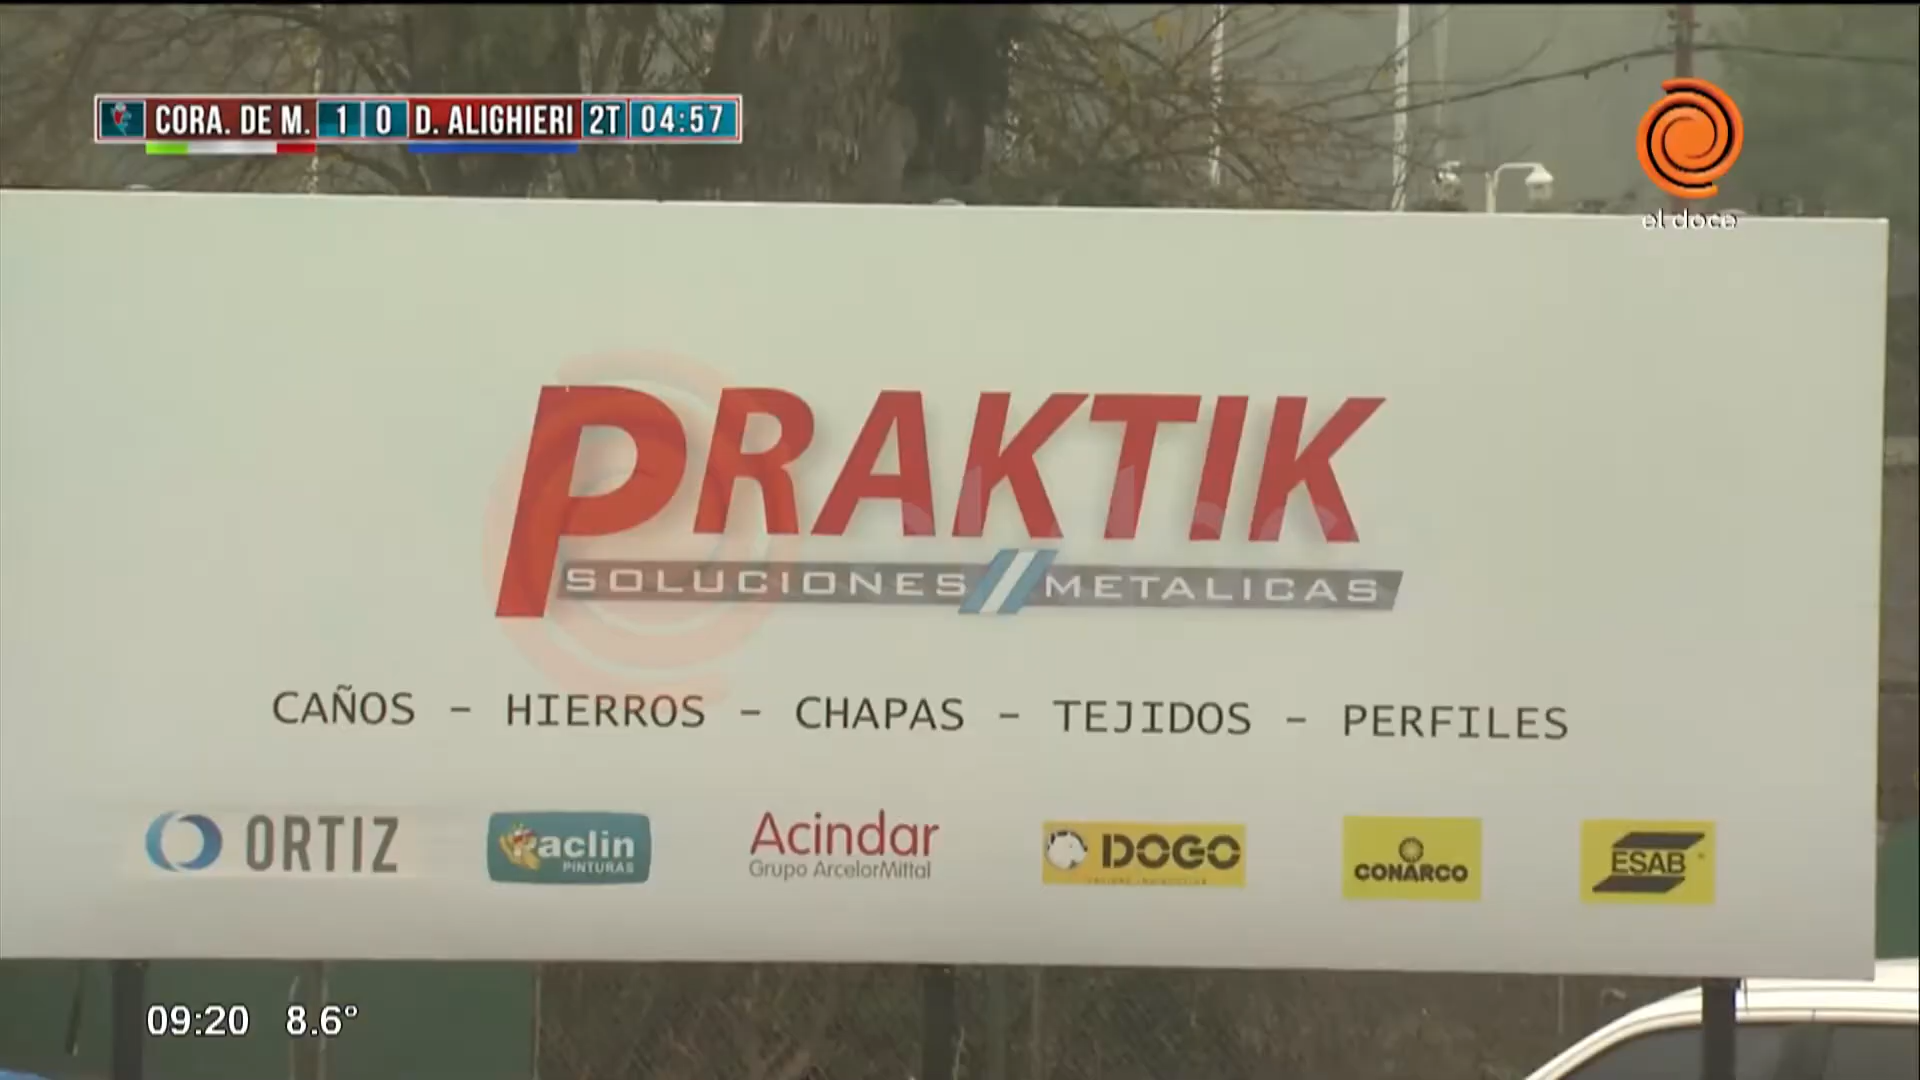 CORA. DE M. 1 0 D. ALIGHIERI 2T 04:57
el doce
PRAKTIK
SOLUCIONES METALICAS
CAÑOS - HIERROS - CHAPAS - TEJIDOS - PERFILES
ORTIZ
aclin
PINTURAS
Acindar
Grupo ArcelorMittal
DOGO
CONARCO
ESAB
09:20 8.6°